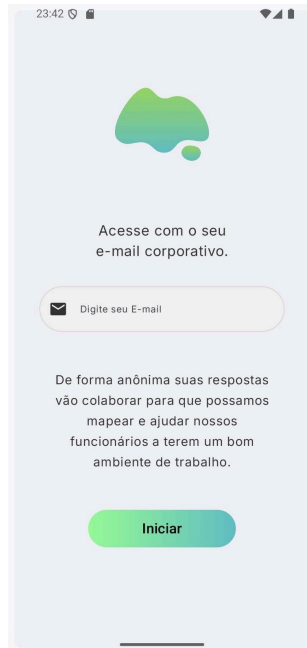 23:42
Acesse com o seu
e-mail corporativo.
Digite seu E-mail
De forma anônima suas respostas
vão colaborar para que possamos
mapear e ajudar nossos
funcionários a terem um bom
ambiente de trabalho.
Iniciar